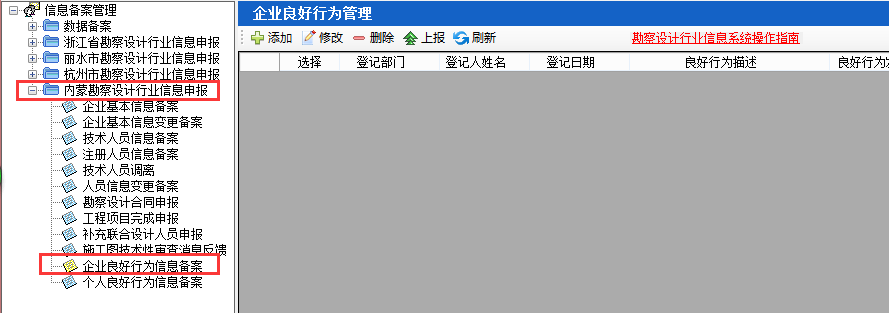 信息备案管理
数据备案
浙江省勘察设计行业信息申报
丽水市勘察设计行业信息申报
杭州市勘察设计行业信息申报
内蒙勘察设计行业信息申报
企业基本信息备案
企业基本信息变更备案
技术人员信息备案
注册人员信息备案
技术人员调离
人员信息变更备案
勘察设计合同申报
工程项目完成申报
补充联合设计人员申报
施工图技术性审查消息反馈
企业良好行为信息备案
个人良好行为信息备案
企业良好行为管理
添加 修改 删除 上报 刷新 勘察设计行业信息系统操作指南
选择 登记部门 登记人姓名 登记日期 良好行为描述 良好行为